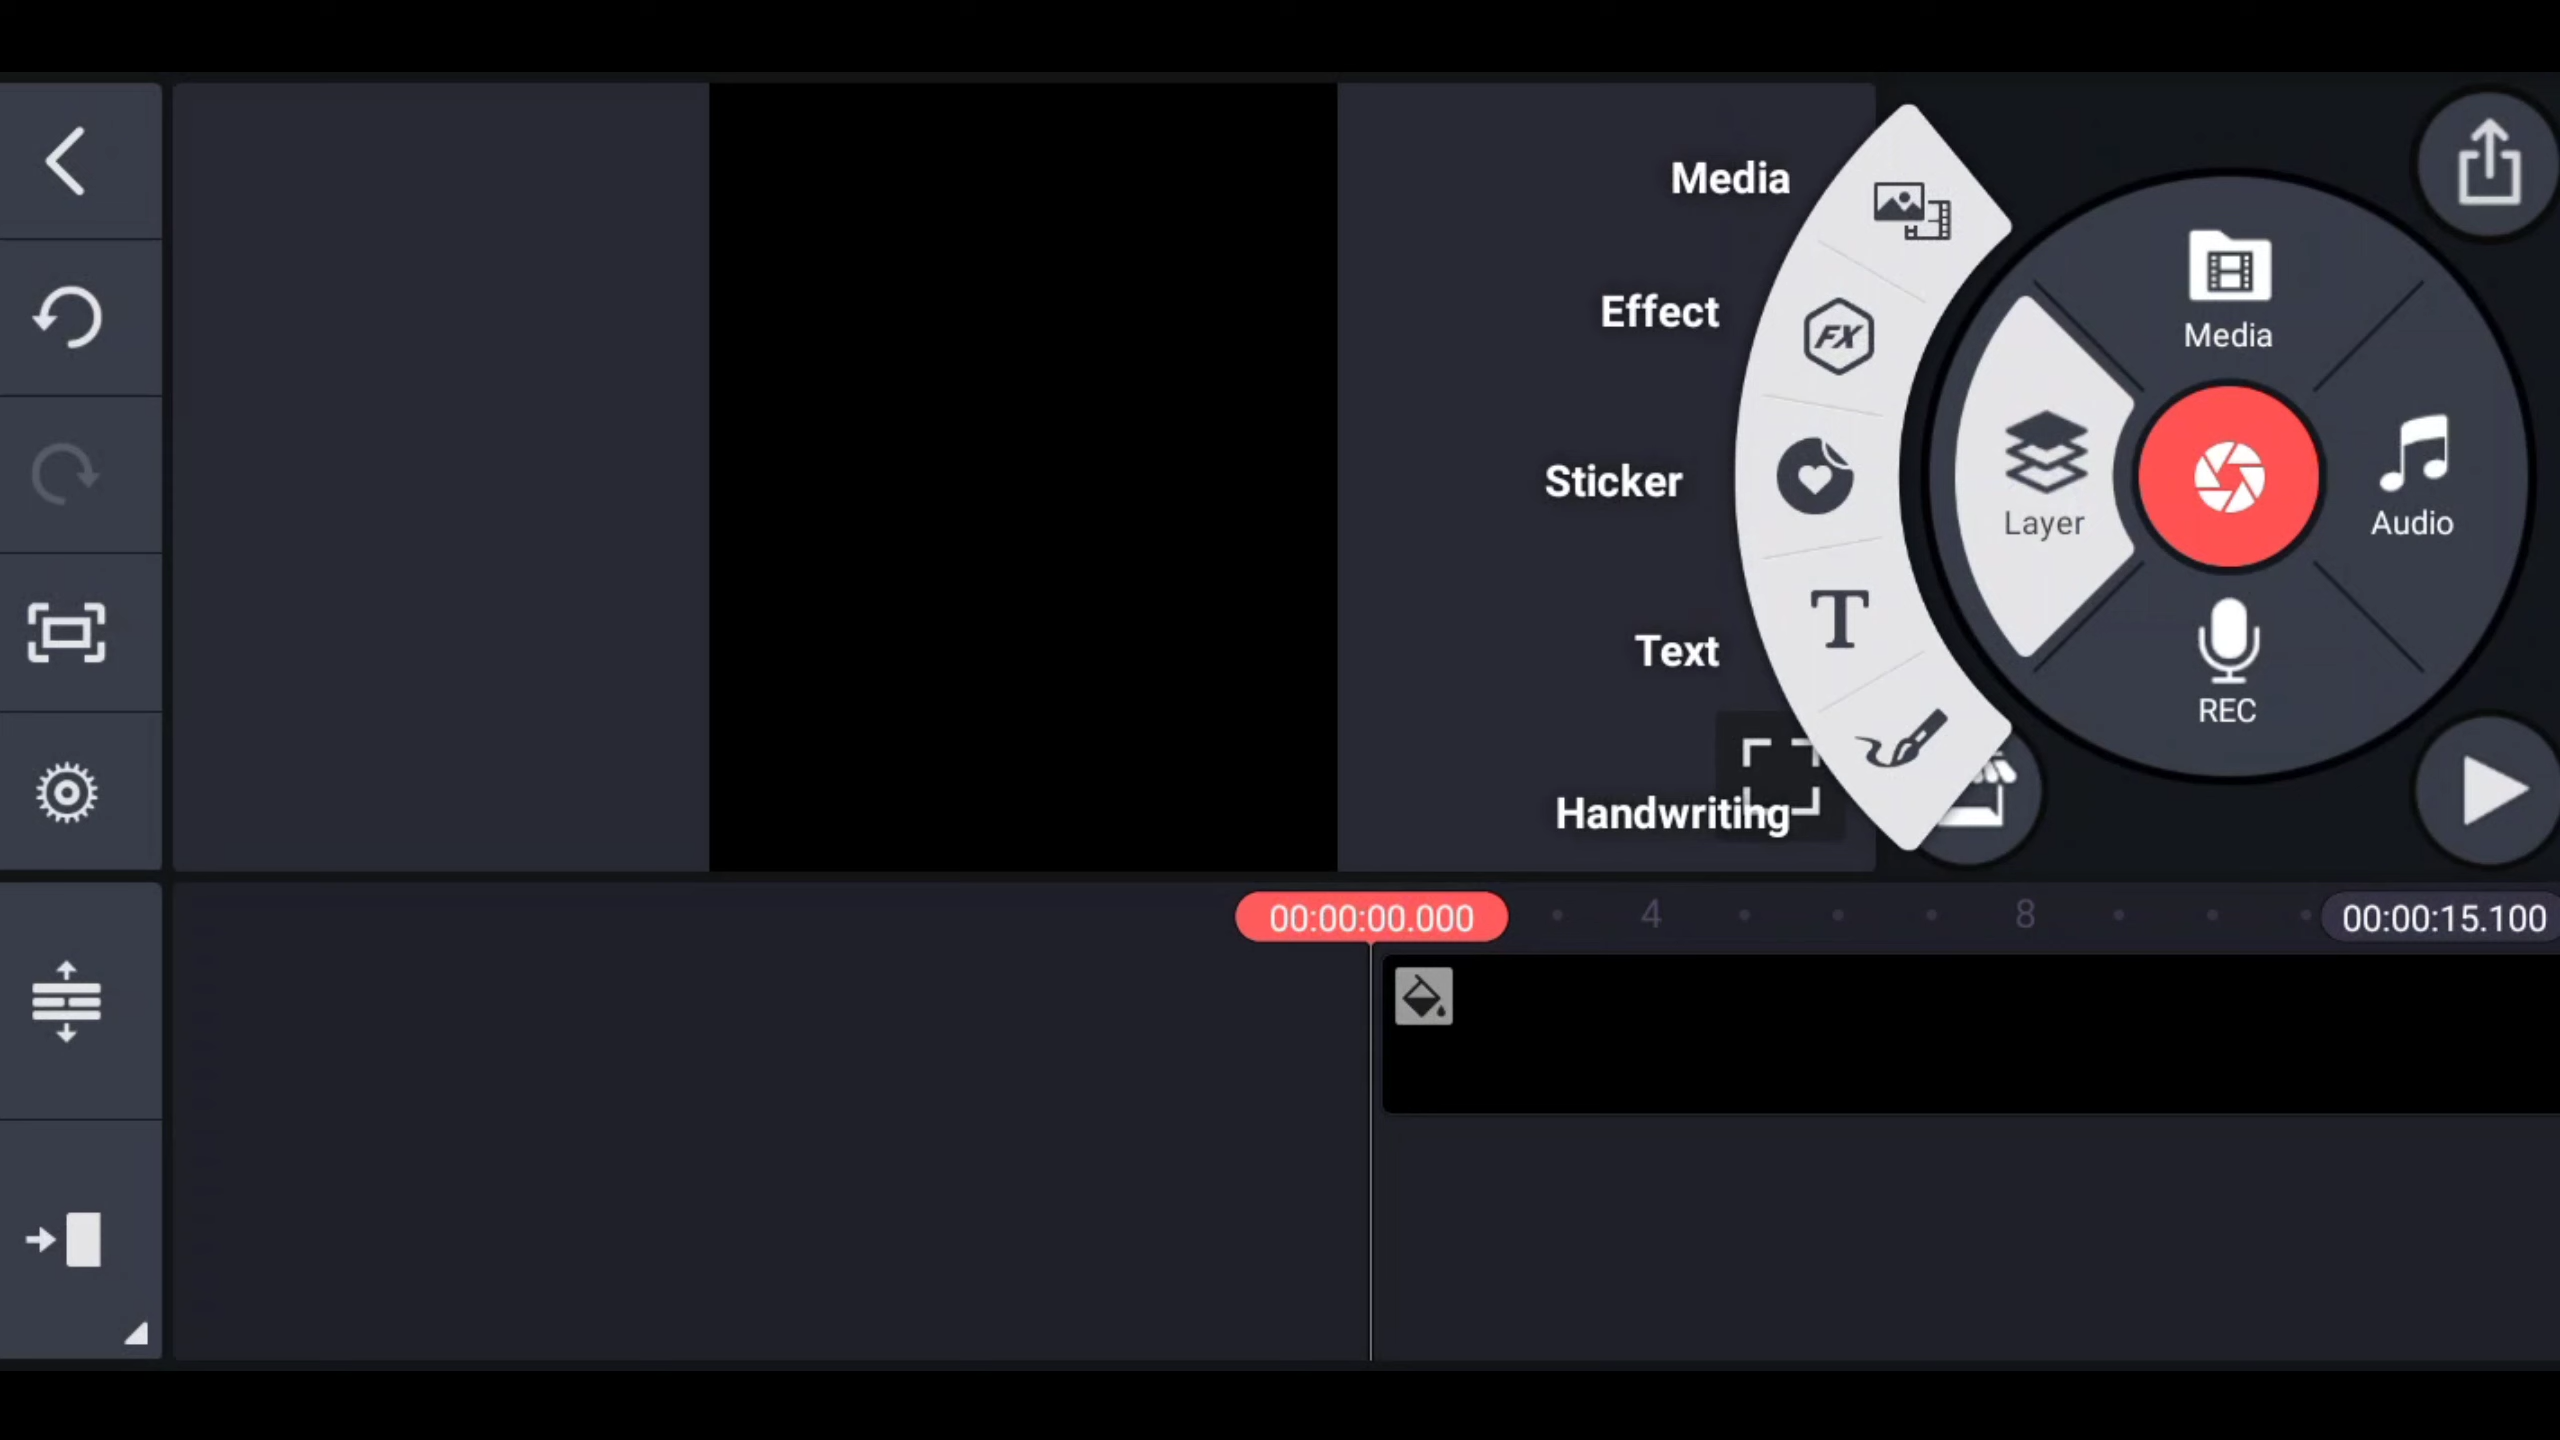 Media
Effect
Sticker
Text
Handwriting
FX
T
Media
Layer
Audio
REC
00:00:00.000
4
8
00:00:15.100